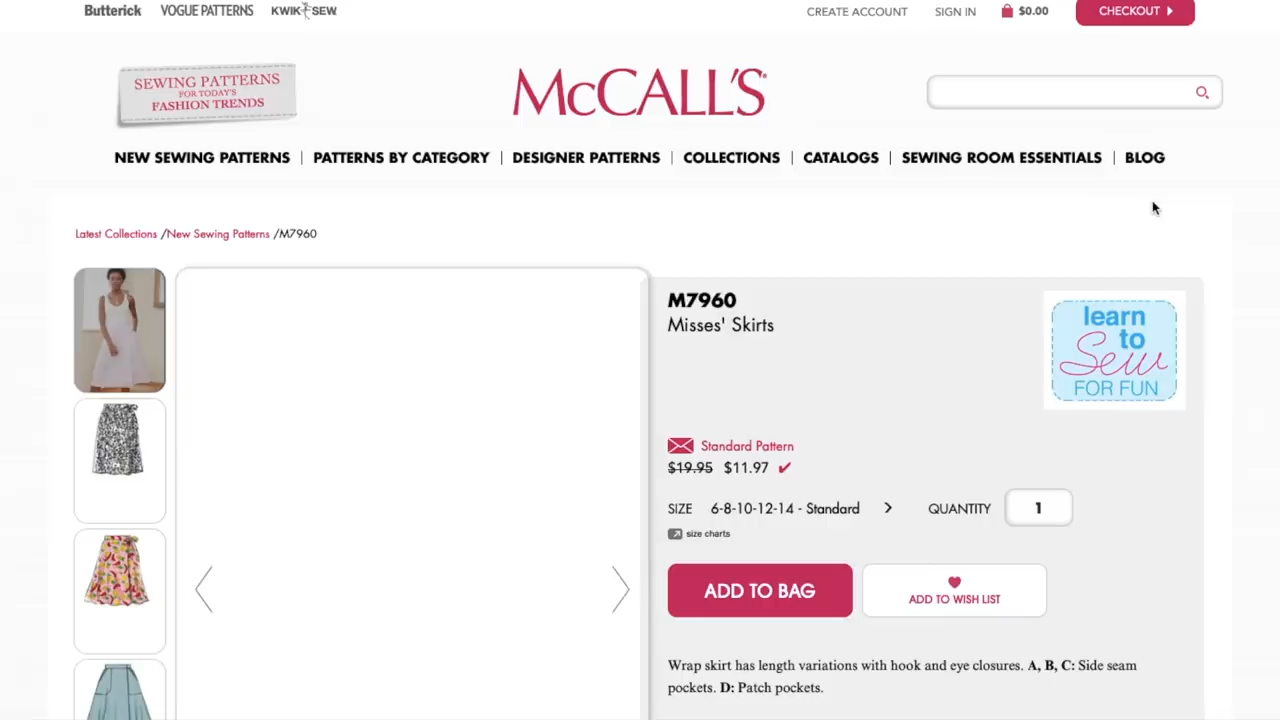 Butterick VOGUE PATTERNS KWIK SEW CREATE ACCOUNT SIGN IN $0.00 CHECKOUT
SEWING PATTERNS
FOR TODAY'S
FASHION TRENDS
McCALL'S
NEW SEWING PATTERNS | PATTERNS BY CATEGORY | DESIGNER PATTERNS | COLLECTIONS | CATALOGS | SEWING ROOM ESSENTIALS | BLOG
Latest Collections /New Sewing Patterns /M7960
M7960
Misses' Skirts
learn
to
Sew
FOR FUN
Standard Pattern
$19.95 $11.97
SIZE 6-8-10-12-14 - Standard QUANTITY 1
size charts
ADD TO BAG
ADD TO WISH LIST
Wrap skirt has length variations with hook and eye closures. A, B, C: Side seam
pockets. D: Patch pockets.